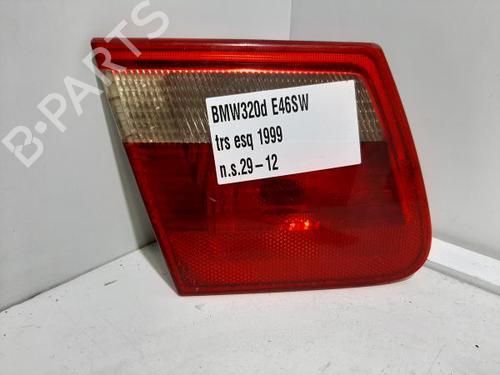 B-PARTS
BMW320d E46SW
trs esq 1999
n.s.29-12